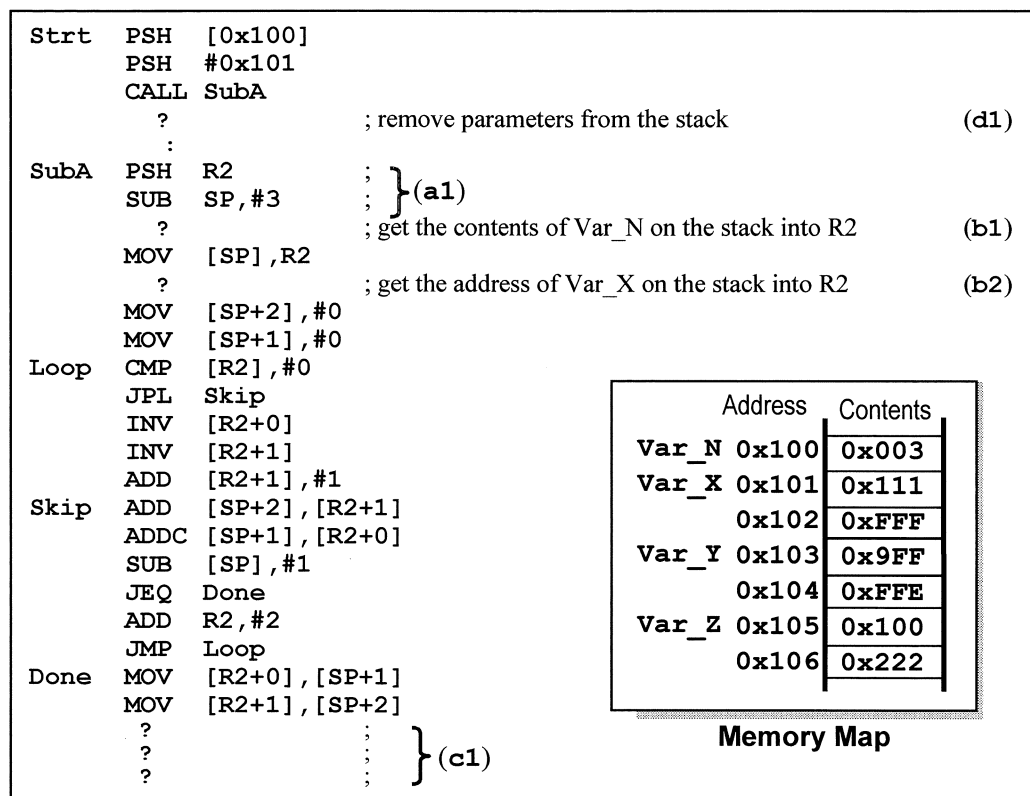 Strt PSH [0x100]
PSH #0x101
CALL SubA
? ; remove parameters from the stack (d1)
:
SubA PSH R2 ;
SUB SP,#3 ; (a1)
? ; get the contents of Var_N on the stack into R2 (b1)
MOV [SP],R2
? ; get the address of Var_X on the stack into R2 (b2)
MOV [SP+2],#0
MOV [SP+1],#0
Loop CMP [R2],#0
JPL Skip
INV [R2+0]
INV [R2+1]
ADD [R2+1],#1
Skip ADD [SP+2],[R2+1]
ADDC [SP+1],[R2+0]
SUB [SP],#1
JEQ Done
ADD R2,#2
JMP Loop
Done MOV [R2+0],[SP+1]
MOV [R2+1],[SP+2]
? ;
? ; (c1)
? ;
Address Contents
Var_N 0x100 0x003
Var_X 0x101 0x111
0x102 0xFFF
Var_Y 0x103 0x9FF
0x104 0xFFE
Var_Z 0x105 0x100
0x106 0x222
Memory Map